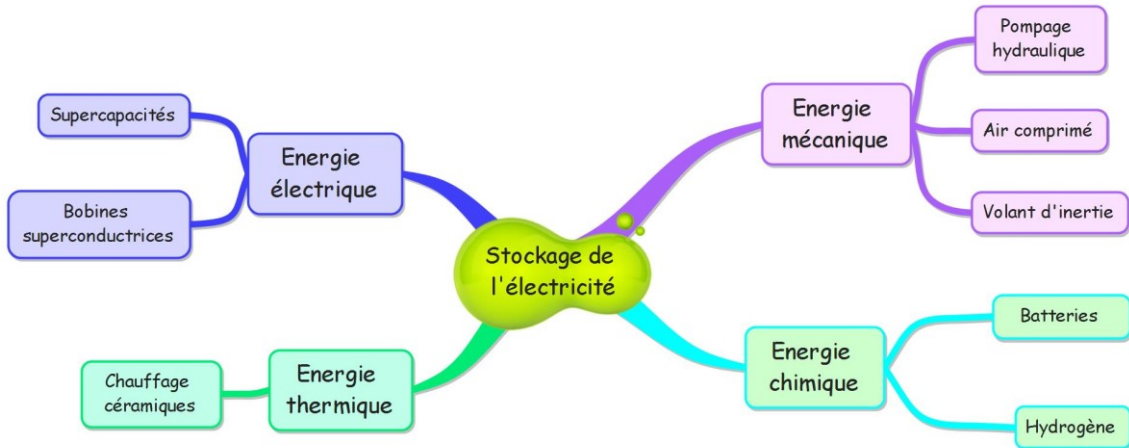 Stockage de
l'électricité
Energie
mécanique
Pompage
hydraulique
Air comprimé
Volant d'inertie
Energie
chimique
Batteries
Hydrogène
Energie
thermique
Chauffage
céramiques
Energie
électrique
Supercapacités
Bobines
superconductrices